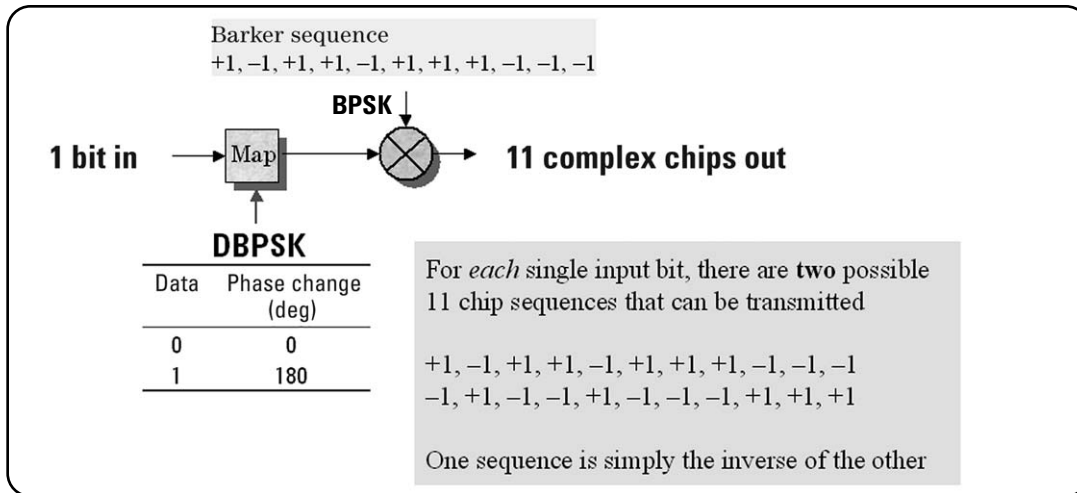 Barker sequence
+1, –1, +1, +1, –1, +1, +1, +1, –1, –1, –1
BPSK
1 bit in
Map
11 complex chips out
DBPSK
Data Phase change
(deg)
0 0
1 180
For each single input bit, there are two possible
11 chip sequences that can be transmitted
+1, –1, +1, +1, –1, +1, +1, +1, –1, –1, –1
–1, +1, –1, –1, +1, –1, –1, –1, +1, +1, +1
One sequence is simply the inverse of the other